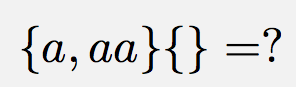 {a, aa}{} =?